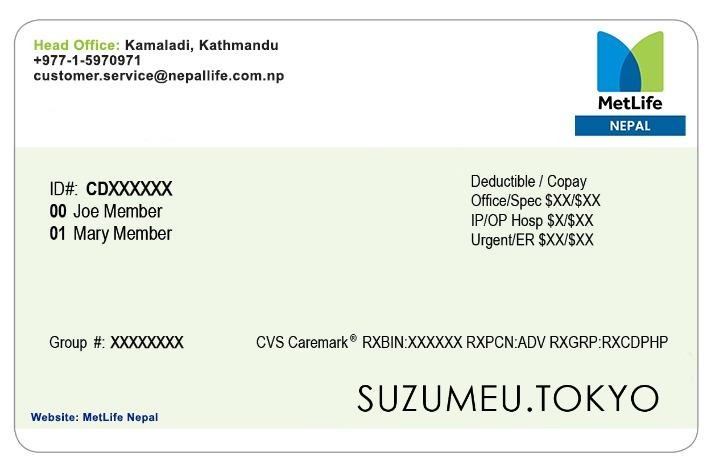 Head Office: Kamaladi, Kathmandu
+977-1-5970971
customer.service@nepallife.com.np
MetLife
NEPAL
ID#: CDXXXXXX
00 Joe Member
01 Mary Member
Deductible / Copay
Office/Spec $XX/$XX
IP/OP Hosp $X/$XX
Urgent/ER $XX/$XX
Group #: XXXXXXXX
CVS Caremark® RXBIN:XXXXXX RXPCN:ADV RXGRP:RXCDPHP
SUZUMEU.TOKYO
Website: MetLife Nepal